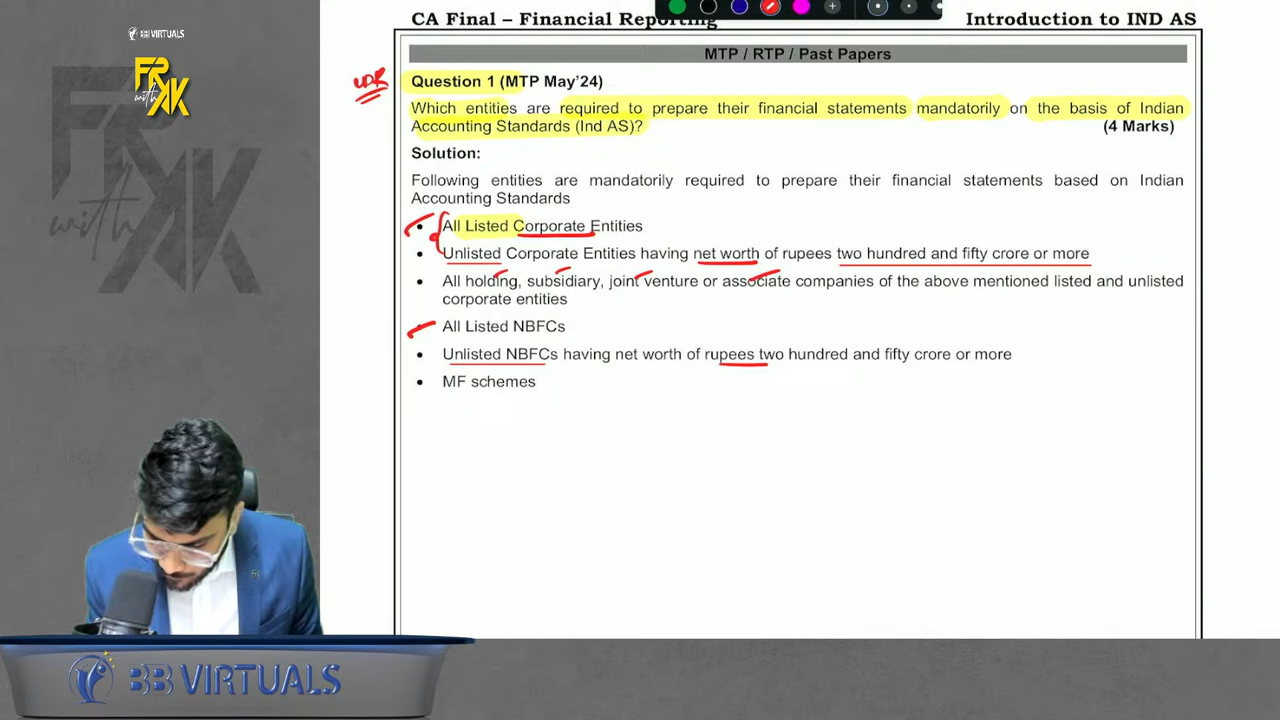 CA Final – Financial Reporting
Introduction to IND AS
BB VIRTUALS
FR with AK
MTP / RTP / Past Papers
LDR
Question 1 (MTP May'24)
Which entities are required to prepare their financial statements mandatorily on the basis of Indian
Accounting Standards (Ind AS)?
(4 Marks)
Solution:
Following entities are mandatorily required to prepare their financial statements based on Indian
Accounting Standards
• All Listed Corporate Entities
• Unlisted Corporate Entities having net worth of rupees two hundred and fifty crore or more
• All holding, subsidiary, joint venture or associate companies of the above mentioned listed and unlisted
corporate entities
• All Listed NBFCs
• Unlisted NBFCs having net worth of rupees two hundred and fifty crore or more
• MF schemes
BB VIRTUALS